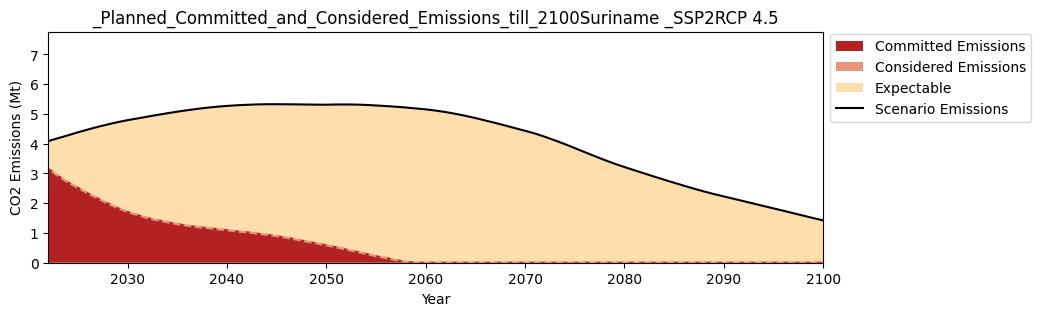 _Planned_Committed_and_Considered_Emissions_till_2100Suriname _SSP2RCP 4.5
CO2 Emissions (Mt)
7
6
5
4
3
2
1
0
2030
2040
2050
2060
2070
2080
2090
2100
Year
Committed Emissions
Considered Emissions
Expectable
Scenario Emissions